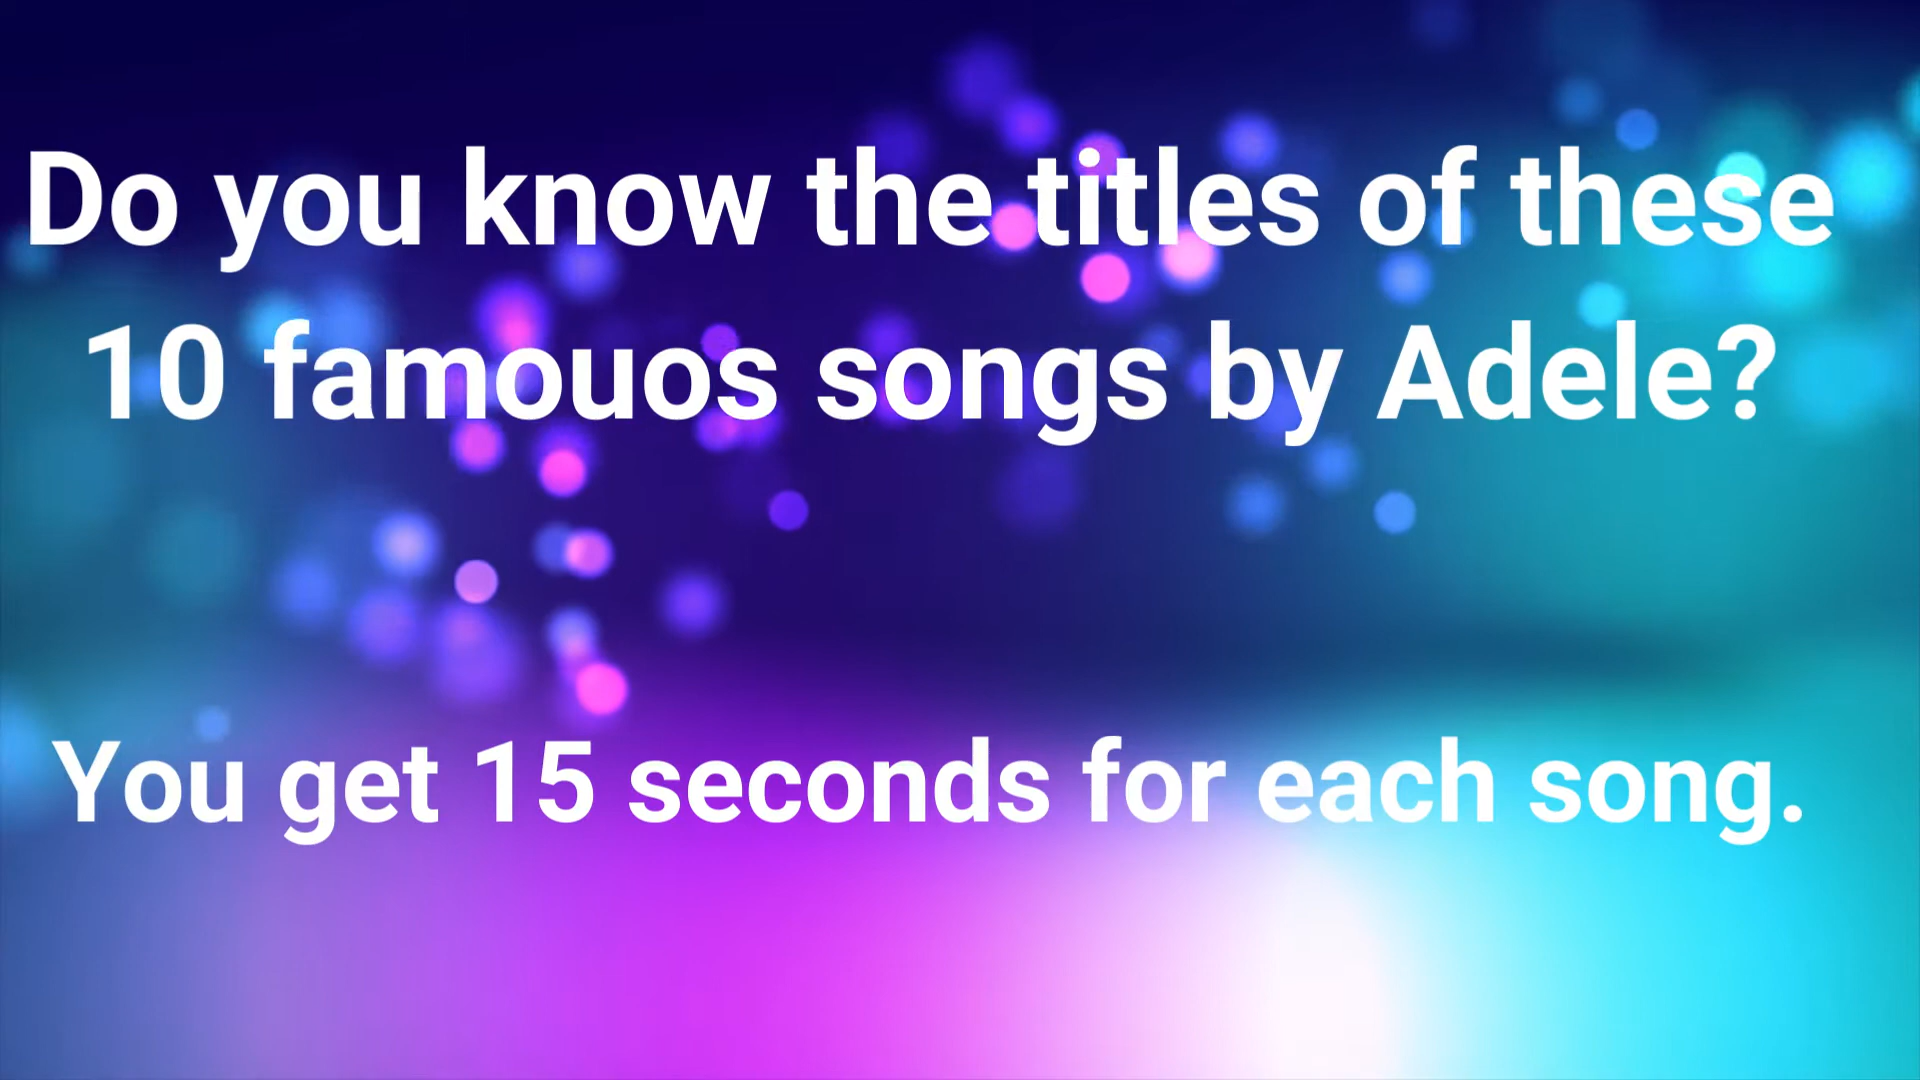 Do you know the titles of these
10 famouos songs by Adele?
You get 15 seconds for each song.